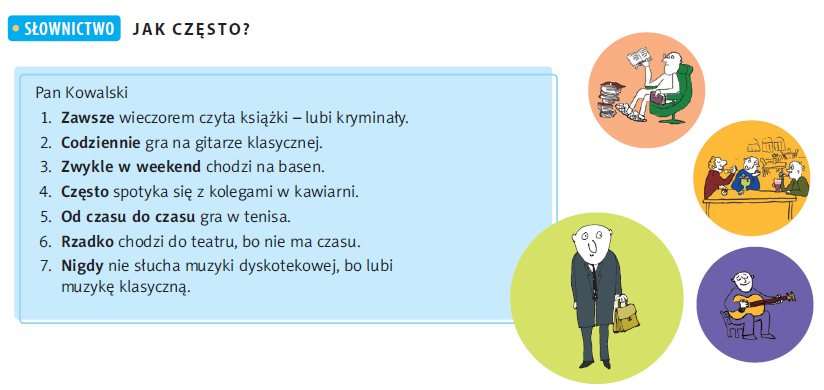 • SŁOWNICTWO JAK CZĘSTO?
Pan Kowalski
1. Zawsze wieczorem czyta książki – lubi kryminały.
2. Codziennie gra na gitarze klasycznej.
3. Zwykle w weekend chodzi na basen.
4. Często spotyka się z kolegami w kawiarni.
5. Od czasu do czasu gra w tenisa.
6. Rzadko chodzi do teatru, bo nie ma czasu.
7. Nigdy nie słucha muzyki dyskotekowej, bo lubi
muzykę klasyczną.